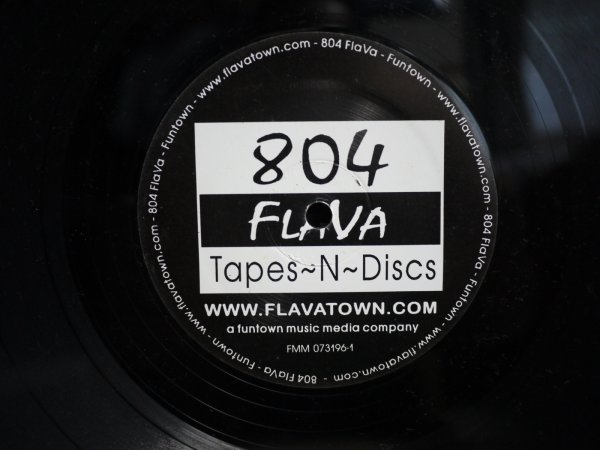 804
FLAVA
Tapes~N~Discs
WWW.FLAVATOWN.COM
a funtown music media company
FMM 073196-1
www.flavatown.com - 804 FlaVa - Funtown - www.flavatown.com - 804 FlaVa - Funtown - www.flavatown.com - 804 FlaVa - Funtown - www.flavatown.com - 804 FlaVa - Funtown -